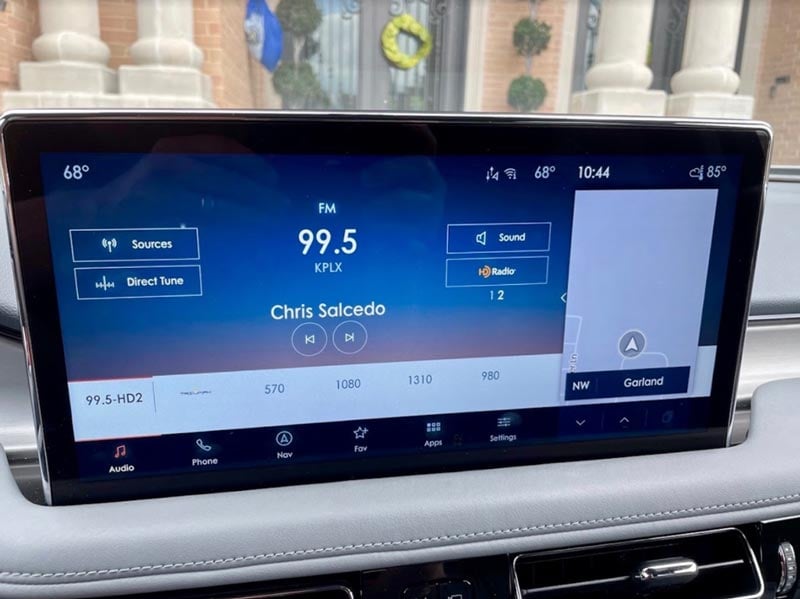 68°
68°
10:44
85°
FM
99.5
KPLX
Sources
Direct Tune
Sound
HD Radio
1 2
Chris Salcedo
99.5-HD2
570
1080
1310
980
NW
Garland
Audio
Phone
Nav
Fav
Apps
Settings